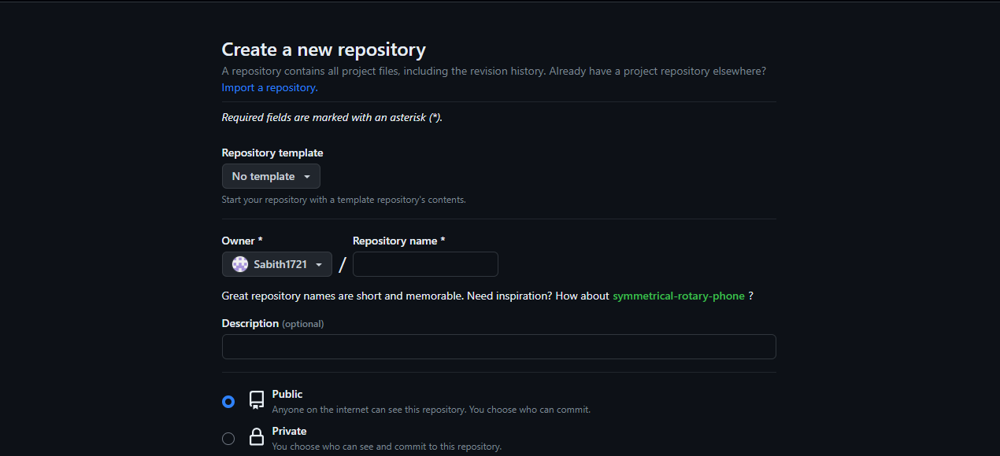 Create a new repository
A repository contains all project files, including the revision history. Already have a project repository elsewhere?
Import a repository.
Required fields are marked with an asterisk (*).
Repository template
No template
Start your repository with a template repository's contents.
Owner *
Repository name *
Sabith1721
/
Great repository names are short and memorable. Need inspiration? How about symmetrical-rotary-phone ?
Description (optional)
Public
Anyone on the internet can see this repository. You choose who can commit.
Private
You choose who can see and commit to this repository.